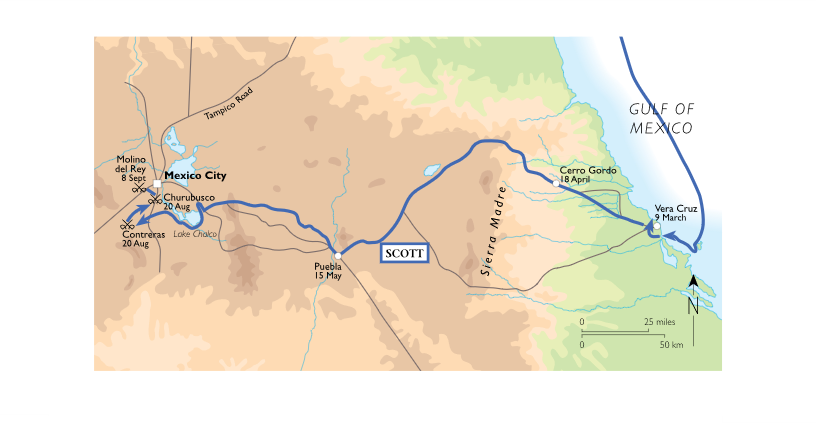 GULF OF
MEXICO
Tampico Road
Molino
del Rey
8 Sept
Mexico City
Churubusco
20 Aug
Contreras
20 Aug
Lake Chalco
Cerro Gordo
18 April
Vera Cruz
9 March
Sierra Madre
SCOTT
Puebla
15 May
N
0 25 miles
0 50 km